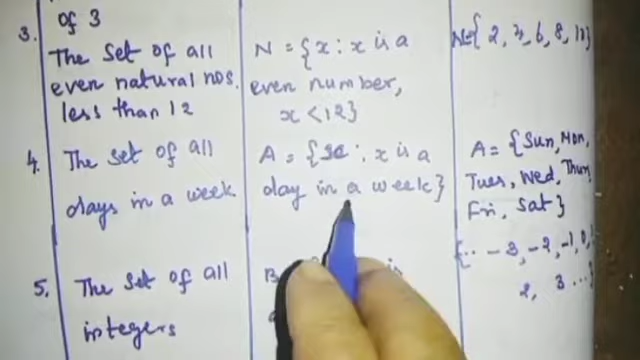 of 3
3.
The set of all
even natural nos.
less than 12
N = {x : x is a
even number,
x < 12}
N = { 2, 4, 6, 8, 10}
4.
The set of all
days in a week
A = {x : x is a
day in a week}
A = {Sun, Mon,
Tues, Wed, Thur,
Fri, Sat}
5.
The set of all
integers
B
is
{.. -3, -2, -1, 0,
2, 3 ...}